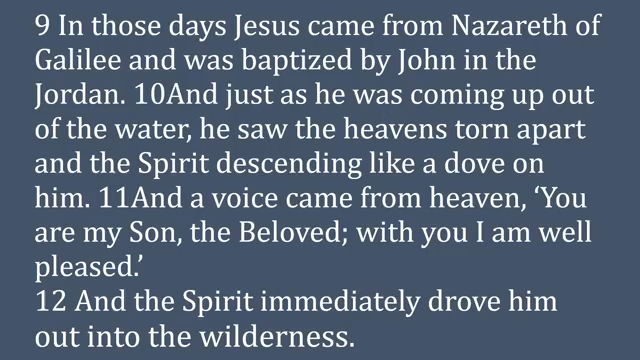 9 In those days Jesus came from Nazareth of
Galilee and was baptized by John in the
Jordan. 10And just as he was coming up out
of the water, he saw the heavens torn apart
and the Spirit descending like a dove on
him. 11And a voice came from heaven, ‘You
are my Son, the Beloved; with you I am well
pleased.’
12 And the Spirit immediately drove him
out into the wilderness.